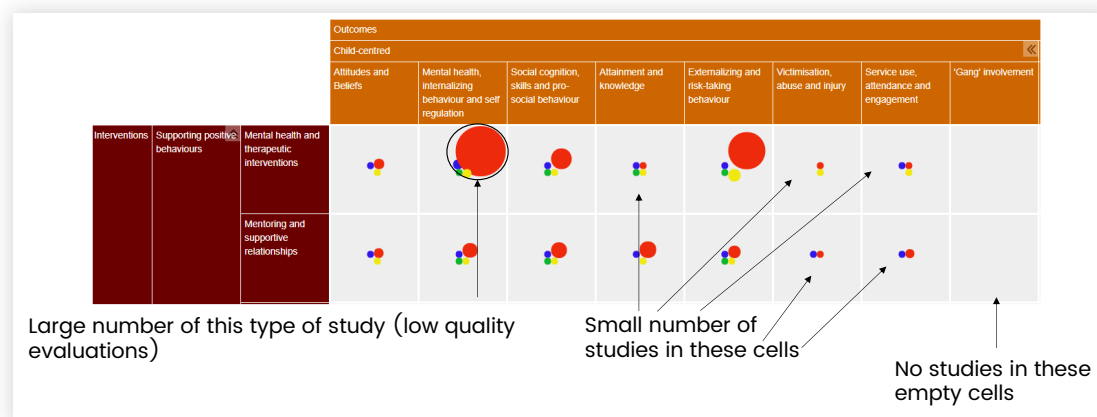 Outcomes
Child-centred
Attitudes and
Beliefs
Mental health,
internalizing
behaviour and self
regulation
Social cognition,
skills and pro-
social behaviour
Attainment and
knowledge
Externalizing and
risk-taking
behaviour
Victimisation,
abuse and injury
Service use,
attendance and
engagement
'Gang' involvement
Interventions
Supporting positive
behaviours
Mental health and
therapeutic
interventions
Mentoring and
supportive
relationships
Large number of this type of study (low quality
evaluations)
Small number of
studies in these cells
No studies in these
empty cells